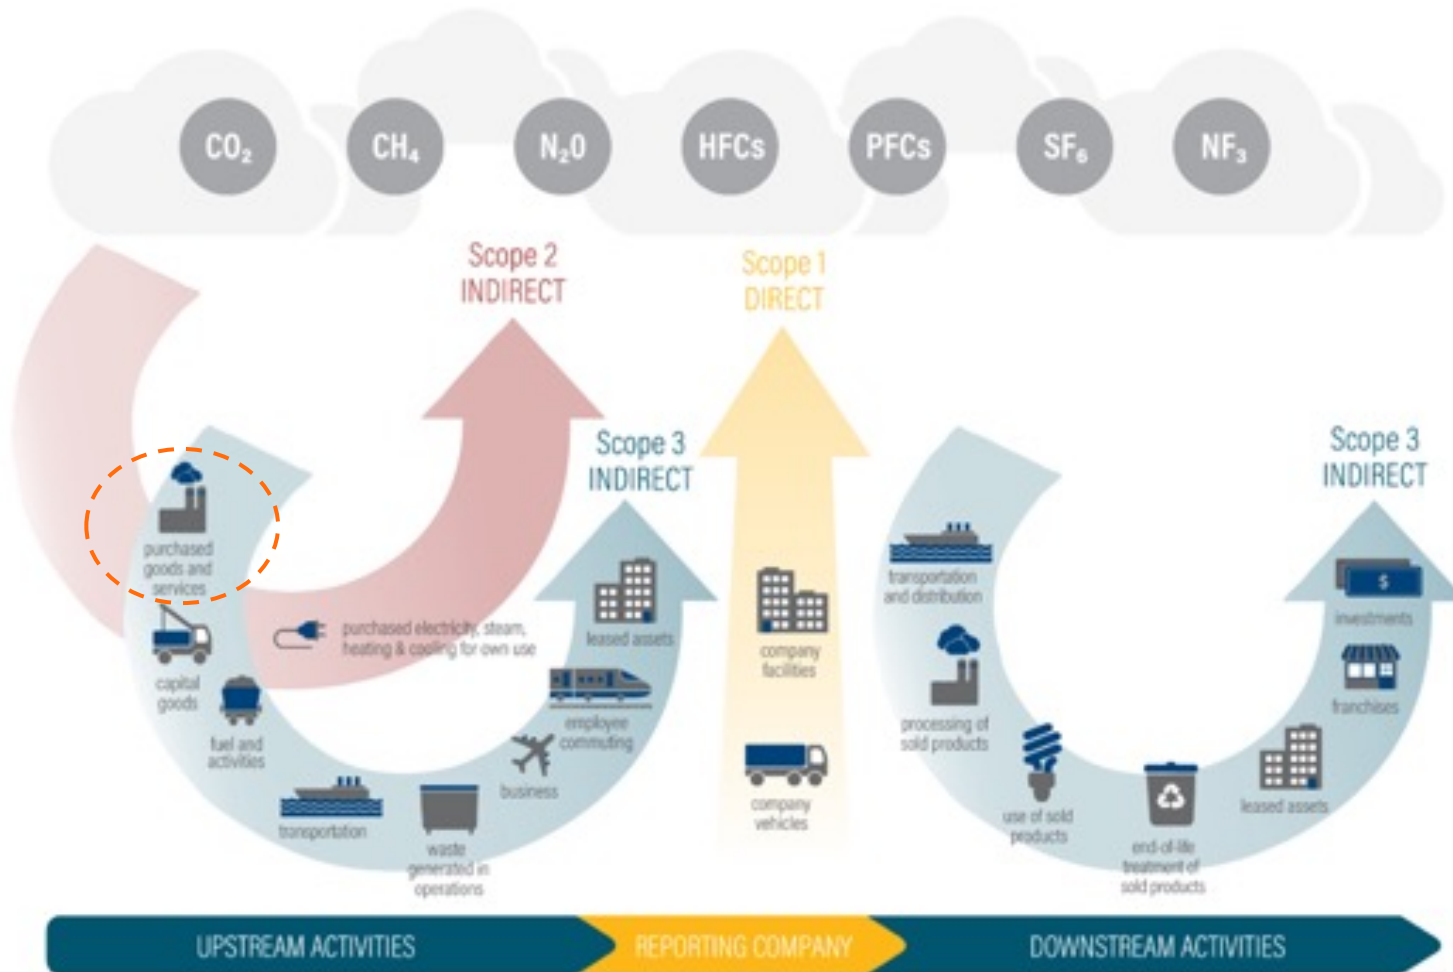 CO₂
CH₄
N₂O
HFCs
PFCs
SF₆
NF₃
Scope 2
INDIRECT
Scope 1
DIRECT
Scope 3
INDIRECT
Scope 3
INDIRECT
purchased
goods and
services
capital
goods
fuel and
activities
transportation
waste
generated in
operations
business
employee
commuting
leased assets
purchased electricity, steam,
heating & cooling for own use
company
facilities
company
vehicles
transportation
and distribution
processing of
sold products
use of sold
products
end-of-life
treatment of
sold products
leased assets
franchises
investments
$
UPSTREAM ACTIVITIES
REPORTING COMPANY
DOWNSTREAM ACTIVITIES